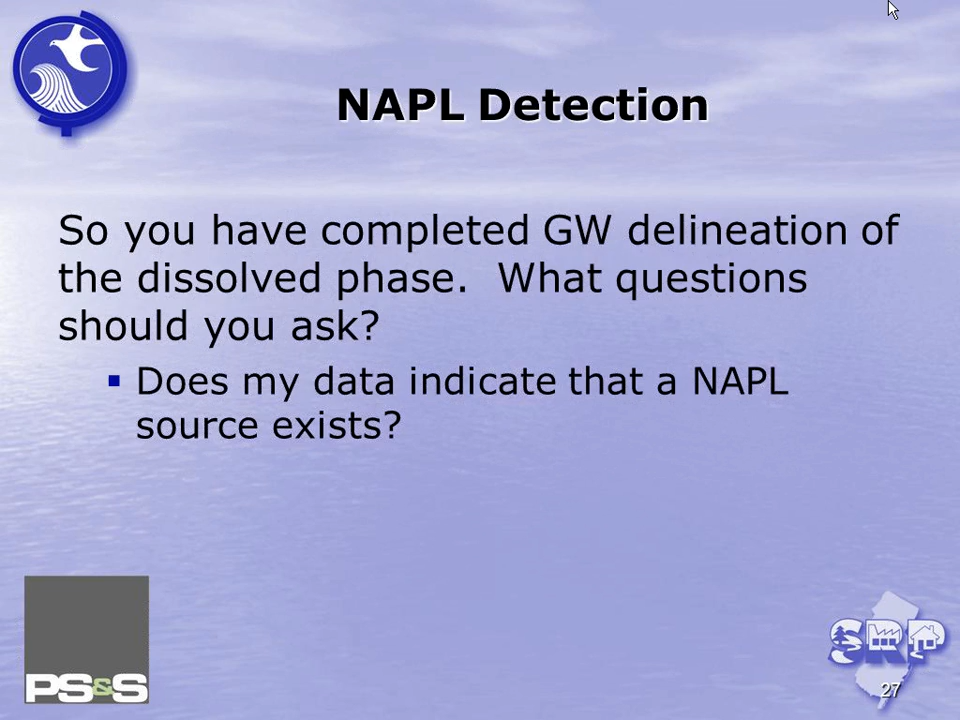 NAPL Detection
So you have completed GW delineation of
the dissolved phase.  What questions
should you ask?
Does my data indicate that a NAPL
source exists?
PS&S
SRP
27